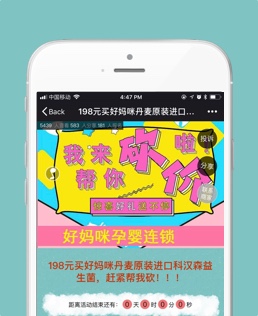 中国移动
4:47 PM
Back
198元买好妈咪丹麦原装进口...
投诉
分享
联系
我来帮你砍价啦
好妈咪孕婴连锁
198元买好妈咪丹麦原装进口科汉森益
生菌，赶紧帮我砍！！！
距离活动结束还有：0天0时0分0秒